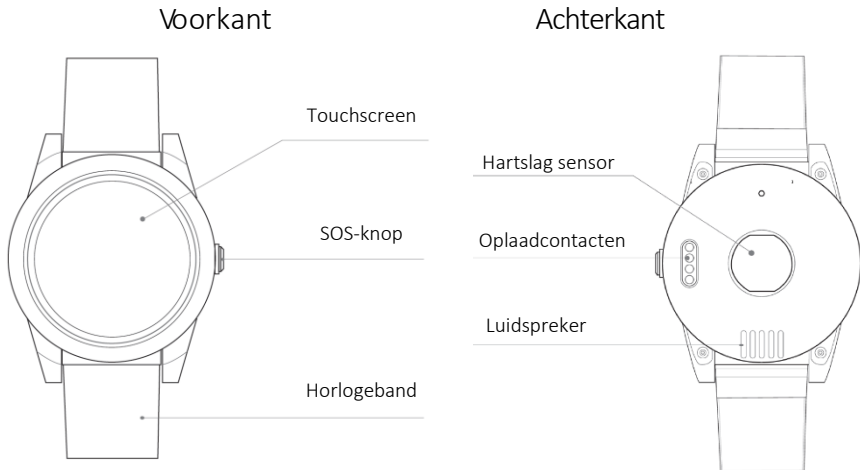 Voorkant
Touchscreen
SOS-knop
Horlogeband
Achterkant
Hartslag sensor
Oplaadcontacten
Luidspreker